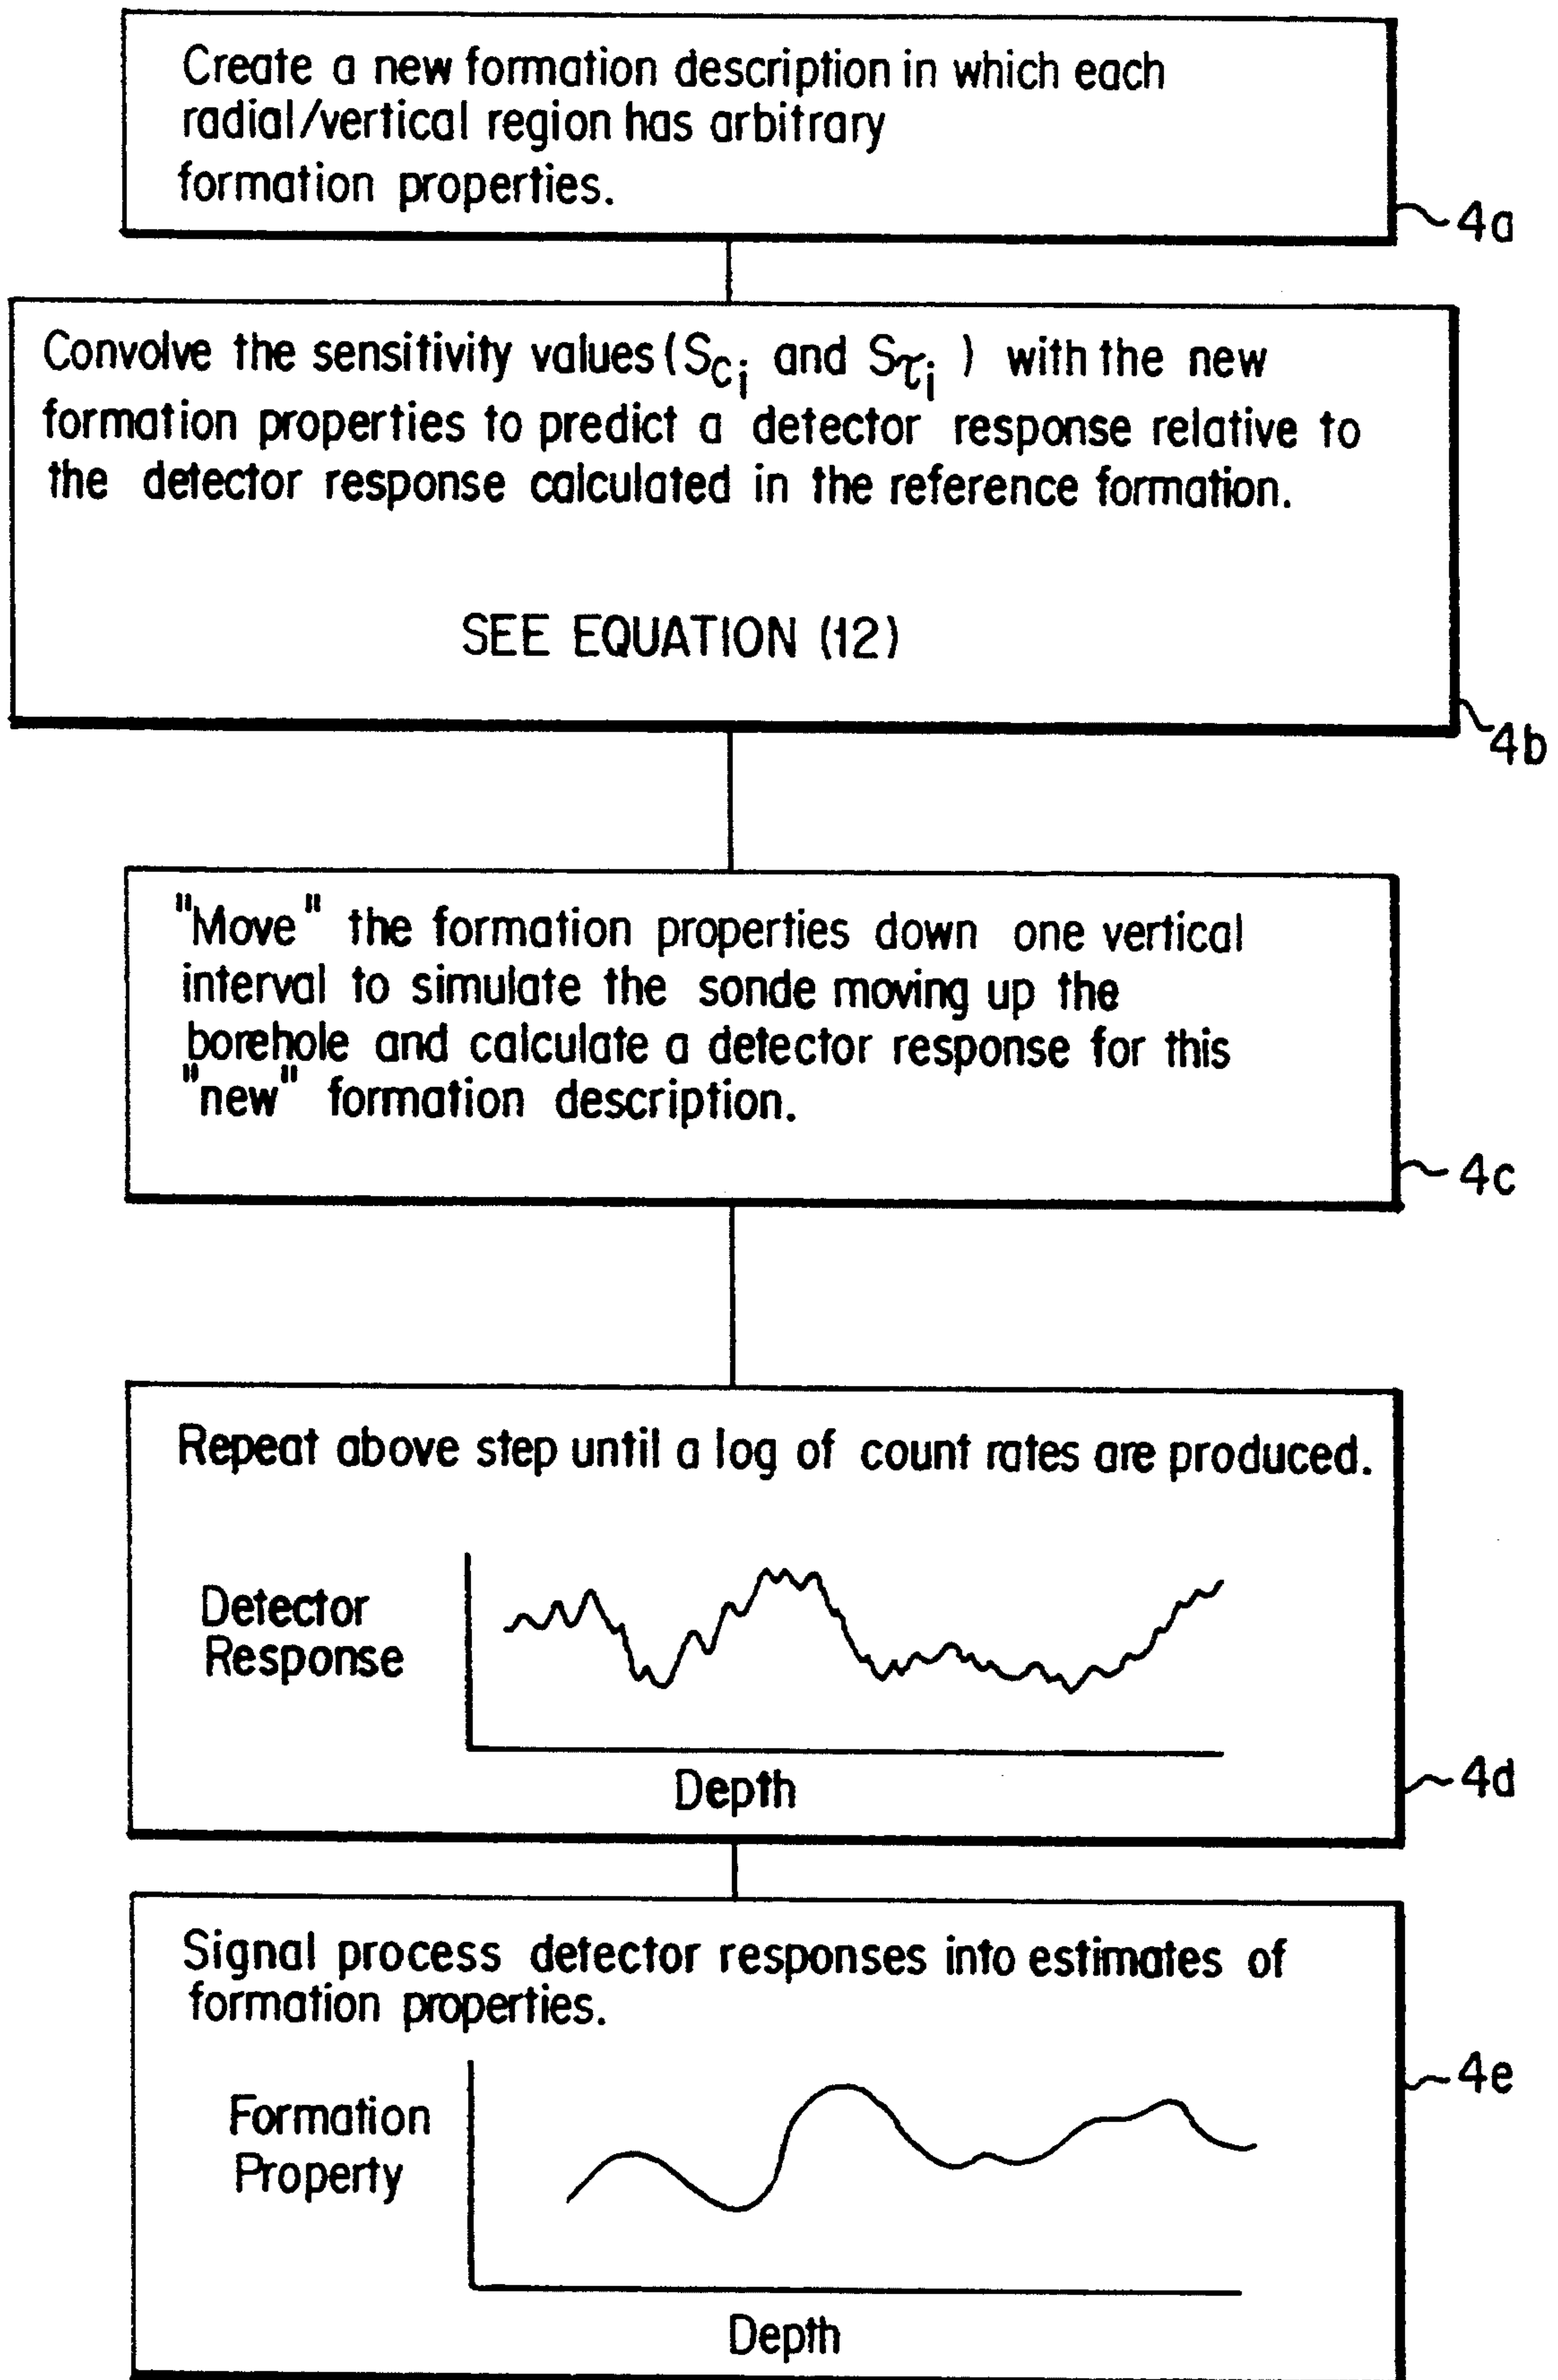 Create a new formation description in which each
radial/vertical region has arbitrary
formation properties.
4a
Convolve the sensitivity values (S_{c_i} and S_{τ_i}) with the new
formation properties to predict a detector response relative to
the detector response calculated in the reference formation.
SEE EQUATION (12)
4b
"Move" the formation properties down one vertical
interval to simulate the sonde moving up the
borehole and calculate a detector response for this
"new" formation description.
4c
Repeat above step until a log of count rates are produced.
Detector
Response
Depth
4d
Signal process detector responses into estimates of
formation properties.
4e
Formation
Property
Depth